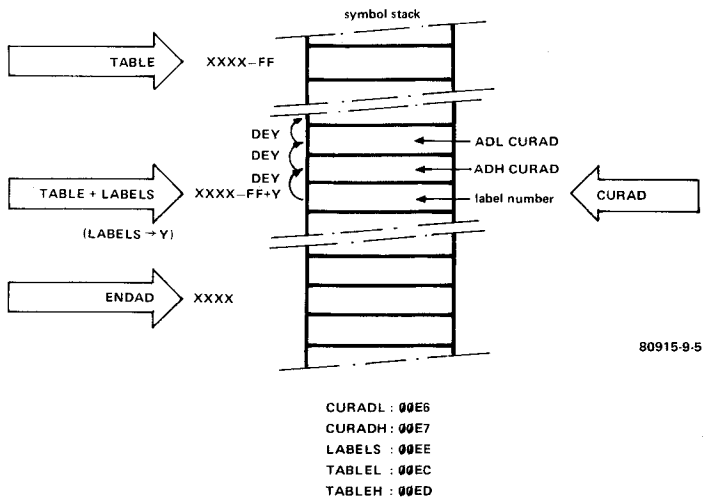 symbol stack
TABLE XXXX–FF
DEY
ADL CURAD
DEY
ADH CURAD
DEY
TABLE + LABELS XXXX–FF+Y
label number
CURAD
(LABELS → Y)
ENDAD XXXX
80915-9-5
CURADL : 00E6
CURADH : 00E7
LABELS : 00EE
TABLEL : 00EC
TABLEH : 00ED